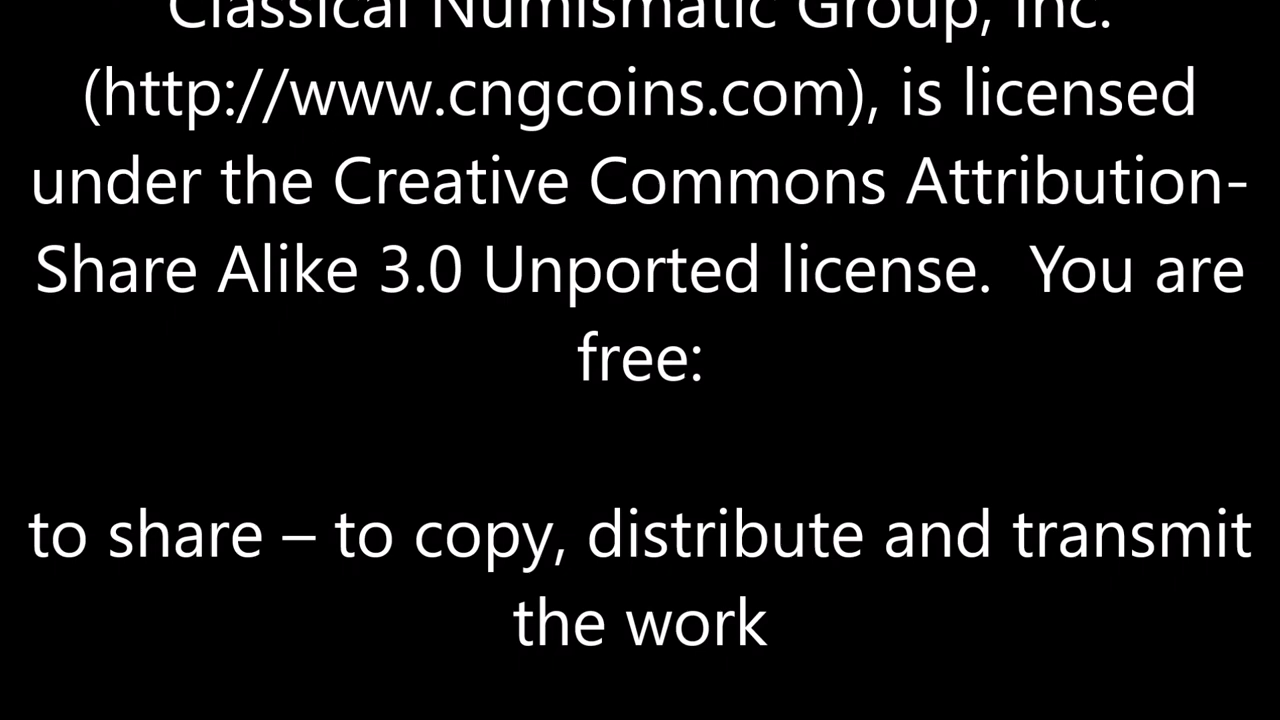 Classical Numismatic Group, Inc.
(http://www.cngcoins.com), is licensed
under the Creative Commons Attribution-
Share Alike 3.0 Unported license.  You are
free:
to share – to copy, distribute and transmit
the work